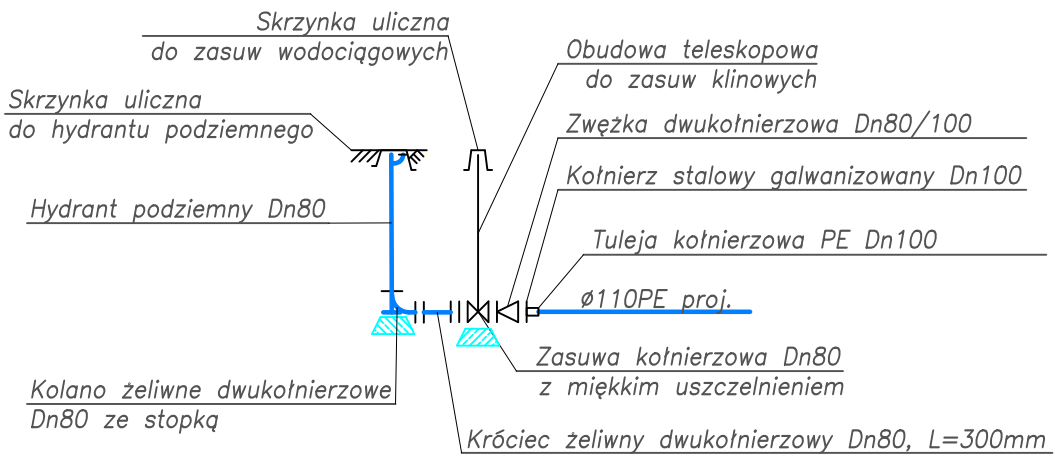 Skrzynka uliczna
do zasuw wodociągowych
Obudowa teleskopowa
do zasuw klinowych
Skrzynka uliczna
do hydrantu podziemnego
Zwężka dwukołnierzowa Dn80/100
Kołnierz stalowy galwanizowany Dn100
Hydrant podziemny Dn80
Tuleja kołnierzowa PE Dn100
ø110PE proj.
Zasuwa kołnierzowa Dn80
z miękkim uszczelnieniem
Kolano żeliwne dwukołnierzowe
Dn80 ze stopką
Króciec żeliwny dwukołnierzowy Dn80, L=300mm